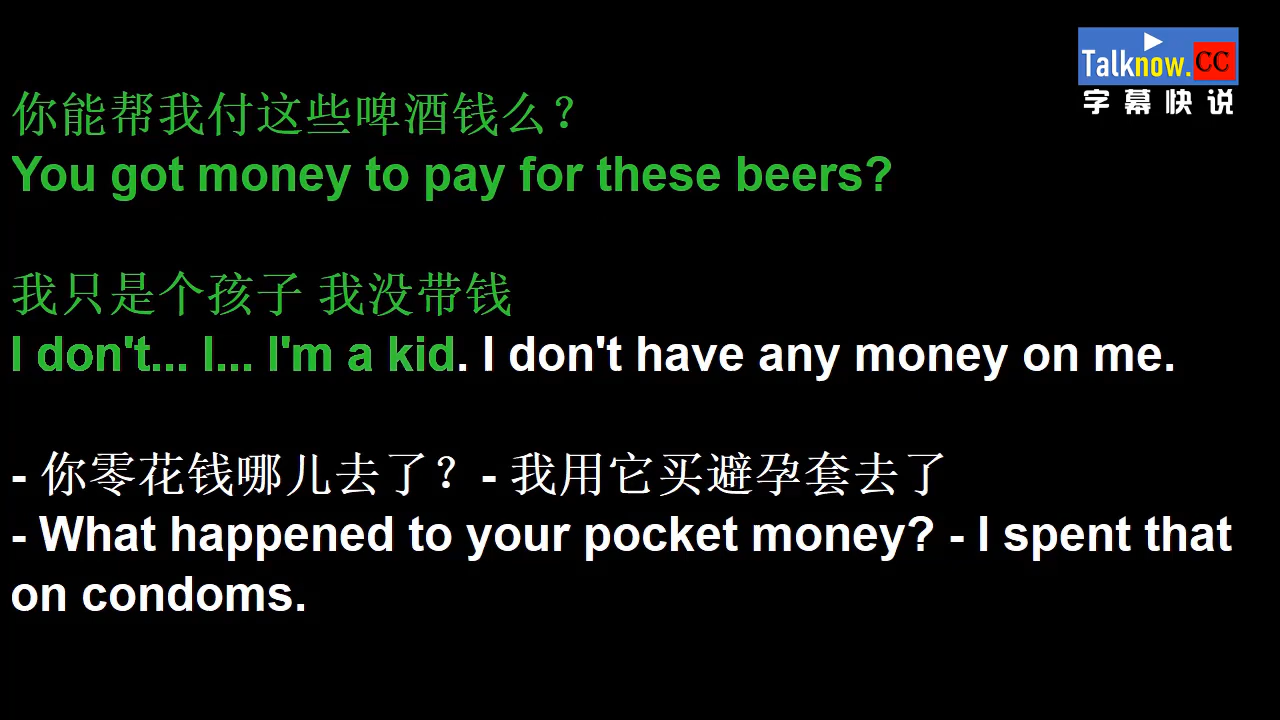 Talknow.CC
字幕快说
你能帮我付这些啤酒钱么？
You got money to pay for these beers?
我只是个孩子 我没带钱
I don't... I... I'm a kid. I don't have any money on me.
- 你零花钱哪儿去了？- 我用它买避孕套去了
- What happened to your pocket money? - I spent that
on condoms.